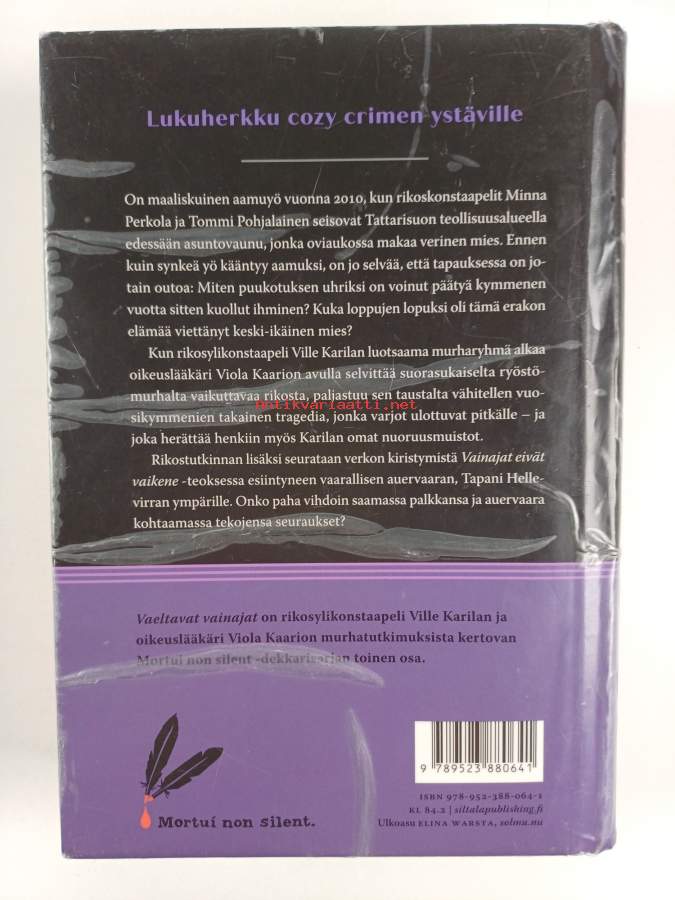 Lukuherkku cozy crimen ystäville
On maaliskuinen aamuyö vuonna 2010, kun rikoskonstaapelit Minna
Perkola ja Tommi Pohjalainen seisovat Tattarisuon teollisuusalueella
edessään asuntovaunu, jonka oviaukossa makaa verinen mies. Ennen
kuin synkeä yö kääntyy aamuksi, on jo selvää, että tapauksessa on jo-
tain outoa: Miten puukotuksen uhriksi on voinut päätyä kymmenen
vuotta sitten kuollut ihminen? Kuka loppujen lopuksi oli tämä erakon
elämää viettänyt keski-ikäinen mies?
Kun rikosylikonstaapeli Ville Karilan luotsaama murharyhmä alkaa
oikeuslääkäri Viola Kaarion avulla selvittää suorasukaiselta ryöstö-
murhalta vaikuttavaa rikosta, paljastuu sen taustalta vähitellen vuo-
antikvariaatti.net
sikymmenien takainen tragedia, jonka varjot ulottuvat pitkälle – ja
joka herättää henkiin myös Karilan omat nuoruusmuistot.
Rikostutkinnan lisäksi seurataan verkon kiristymistä Vainajat eivät
vaikene -teoksessa esiintyneen vaarallisen auervaaran, Tapani Helle-
virran ympärille. Onko paha vihdoin saamassa palkkansa ja auervaara
kohtaamassa tekojensa seuraukset?
Vaeltavat vainajat on rikosylikonstaapeli Ville Karilan ja
oikeuslääkäri Viola Kaarion murhatutkimuksista kertovan
Mortui non silent -dekkarisarjan toinen osa.
9 789523 880641
ISBN 978-952-388-064-1
KL 84.2 | siltalapublishing.fi
Ulkoasu ELINA WARSTA, solmu.nu
Mortui non silent.